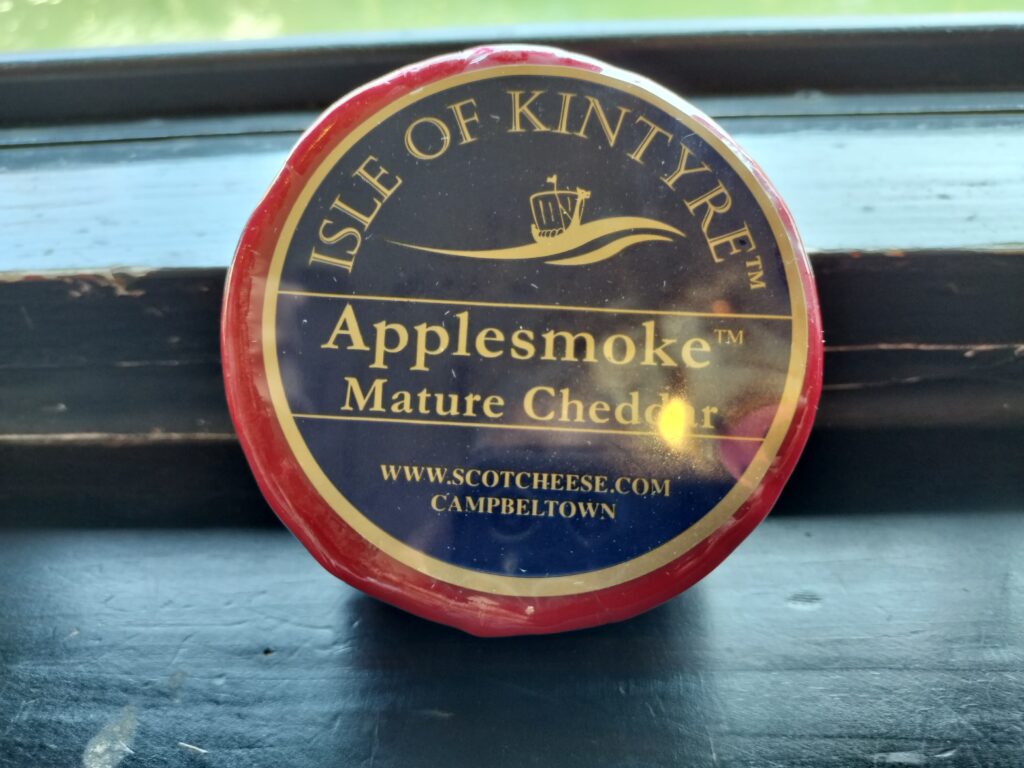 ISLE OF KINTYRE™
Applesmoke™
Mature Cheddar
WWW.SCOTCHEESE.COM
CAMPBELTOWN